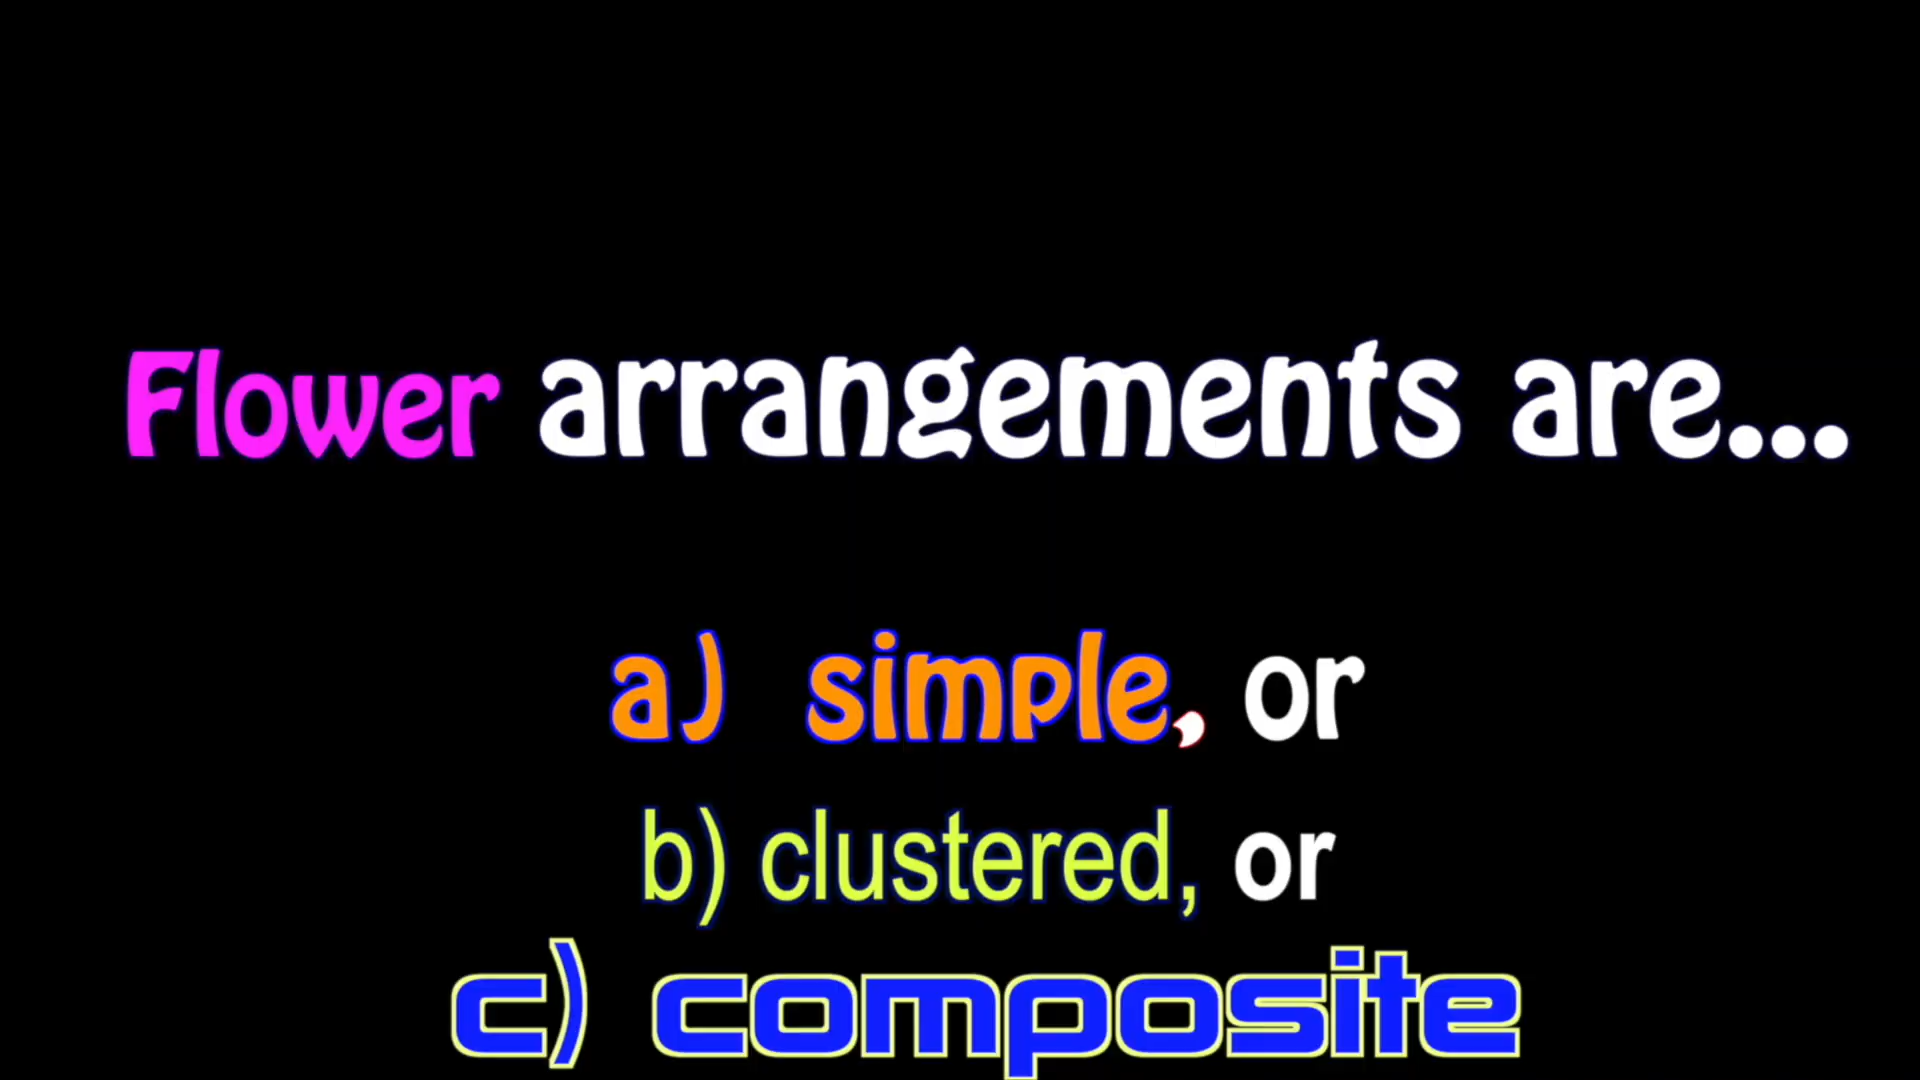 Flower arrangements are...
a) simple, or
b) clustered, or
c) composite